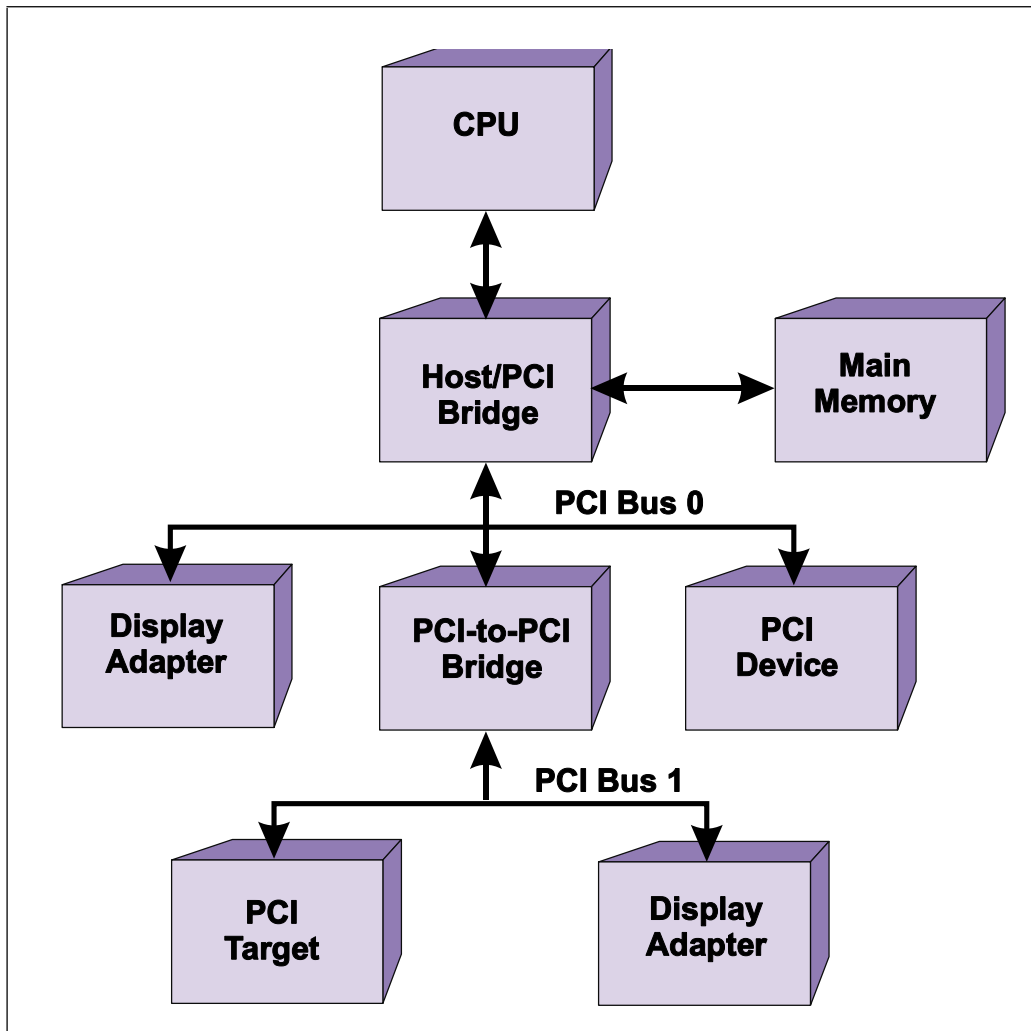 CPU
Host/PCI
Bridge
Main
Memory
PCI Bus 0
Display
Adapter
PCI-to-PCI
Bridge
PCI
Device
PCI Bus 1
PCI
Target
Display
Adapter